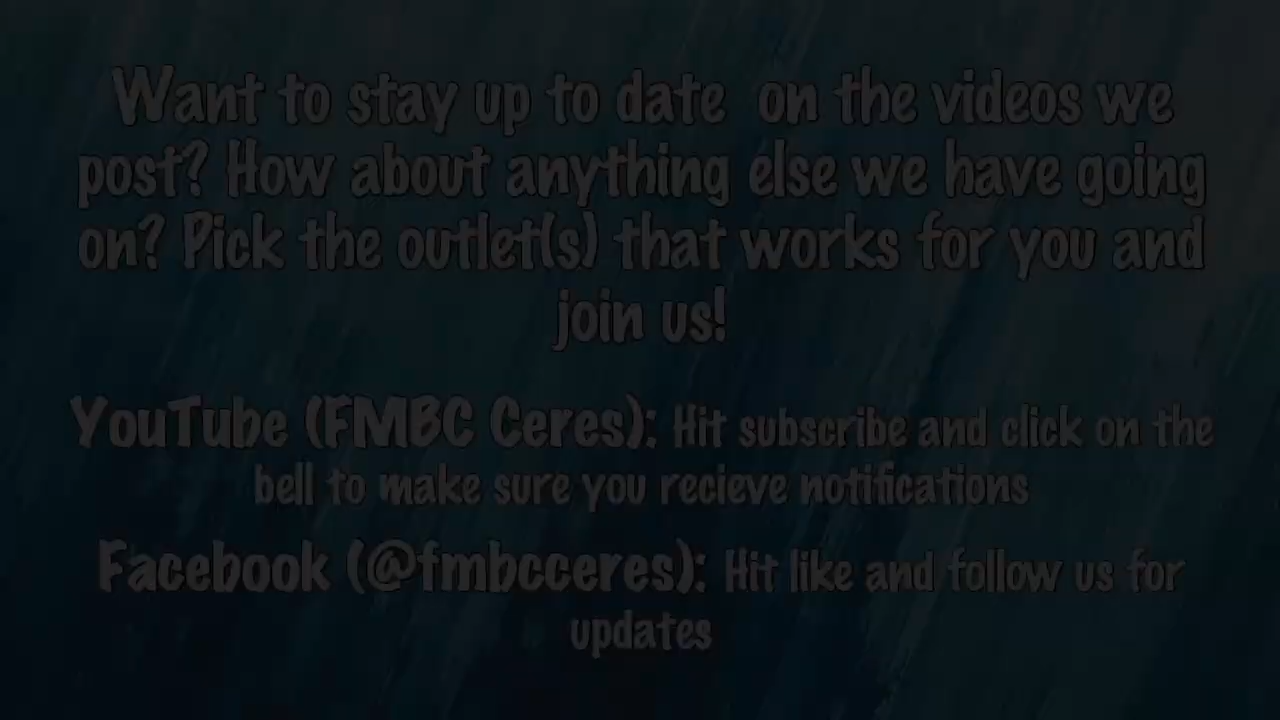 Want to stay up to date on the videos we
post? How about anything else we have going
on? Pick the outlet(s) that works for you and
join us!
YouTube (FMBC Ceres): Hit subscribe and click on the
bell to make sure you recieve notifications
Facebook (@fmbcceres): Hit like and follow us for
updates